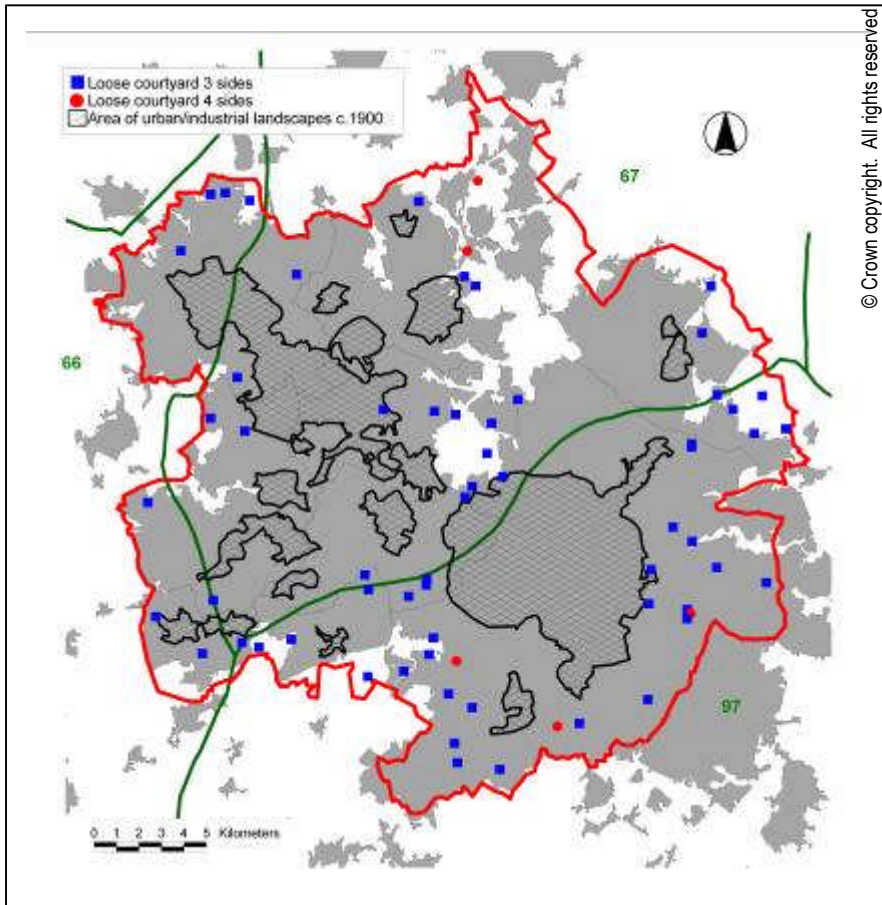 Loose courtyard 3 sides
Loose courtyard 4 sides
Area of urban/industrial landscapes c.1900
67
66
97
0 1 2 3 4 5 Kilometers
© Crown copyright. All rights reserved